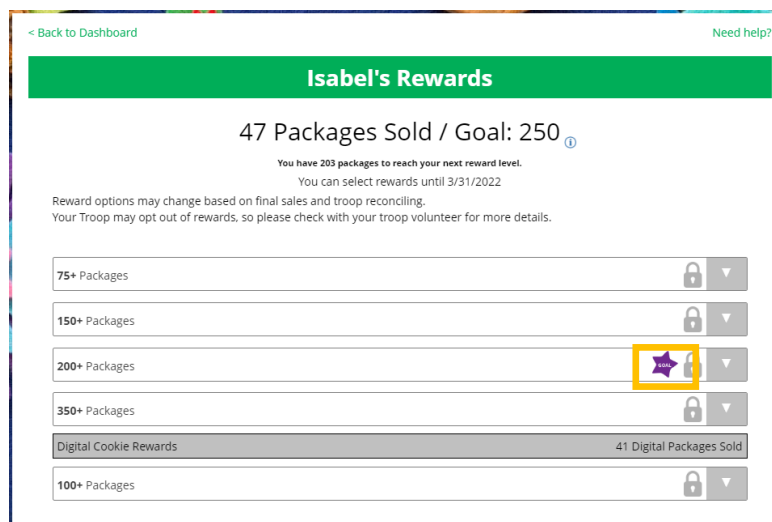 < Back to Dashboard
Need help?
Isabel's Rewards
47 Packages Sold / Goal: 250
You have 203 packages to reach your next reward level.
You can select rewards until 3/31/2022
Reward options may change based on final sales and troop reconciling.
Your Troop may opt out of rewards, so please check with your troop volunteer for more details.
75+ Packages
150+ Packages
200+ Packages
GOAL
350+ Packages
Digital Cookie Rewards
41 Digital Packages Sold
100+ Packages